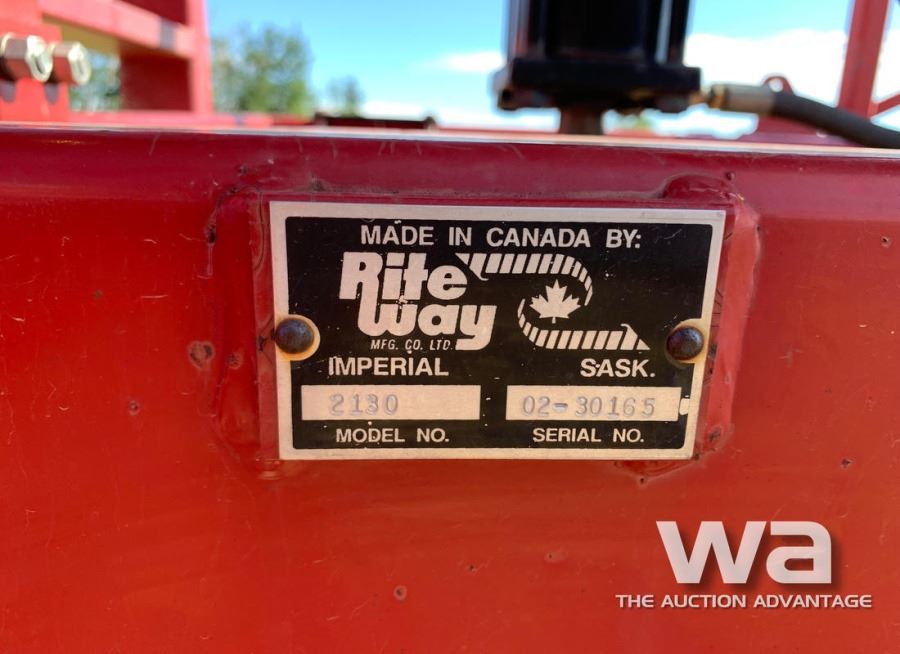 MADE IN CANADA BY:
Rite Way
MFG. CO. LTD.
IMPERIAL SASK.
2130 02-30165
MODEL NO. SERIAL NO.
wa
THE AUCTION ADVANTAGE